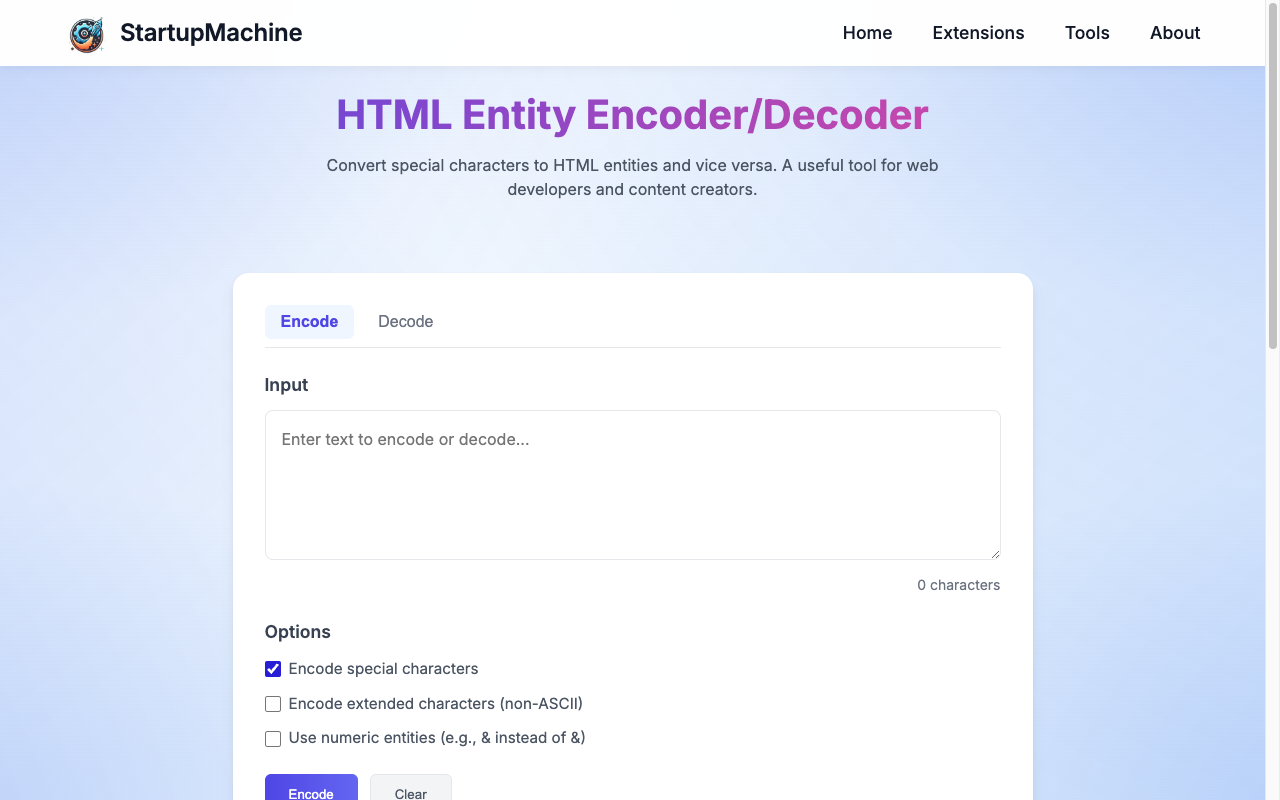 StartupMachine
Home
Extensions
Tools
About
HTML Entity Encoder/Decoder
Convert special characters to HTML entities and vice versa. A useful tool for web
developers and content creators.
Encode
Decode
Input
Enter text to encode or decode...
0 characters
Options
Encode special characters
Encode extended characters (non-ASCII)
Use numeric entities (e.g., & instead of &)
Encode
Clear